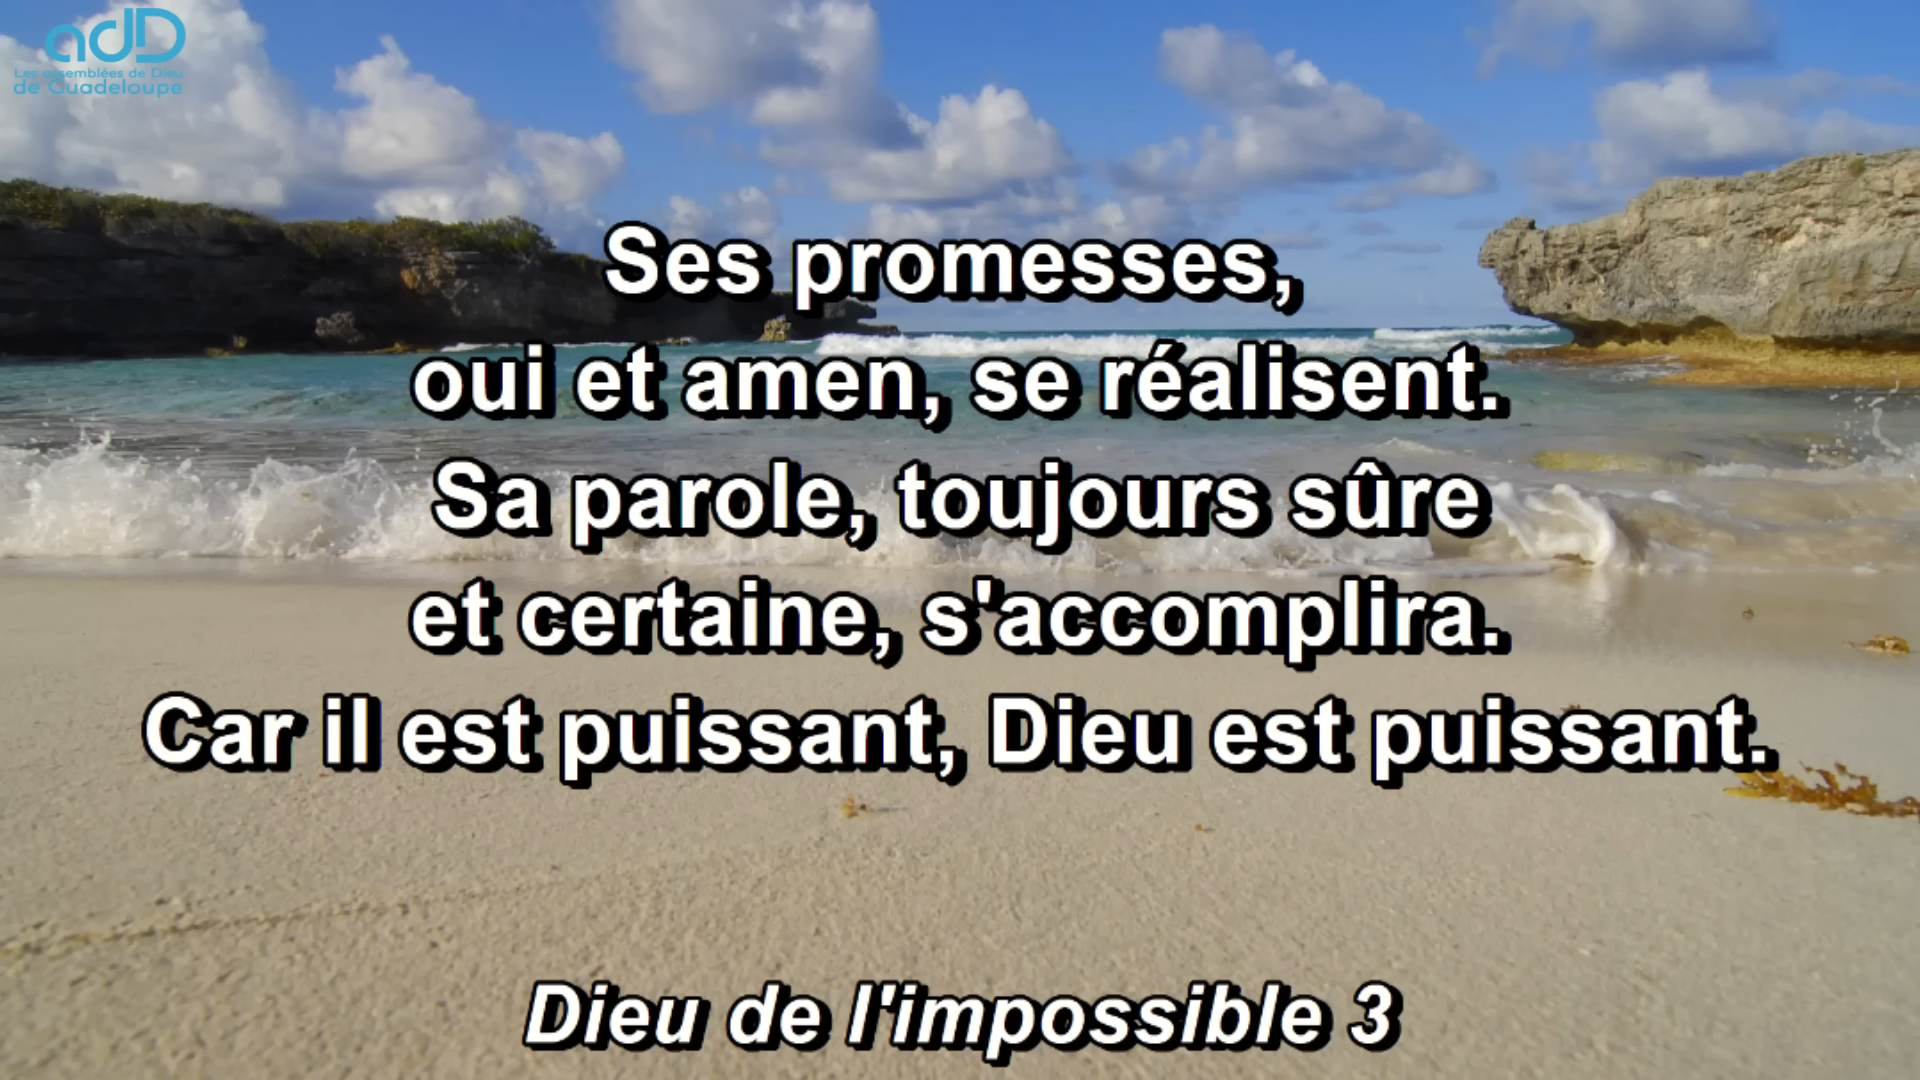 adD
Les assemblées de Dieu
de Guadeloupe
Ses promesses,
oui et amen, se réalisent.
Sa parole, toujours sûre
et certaine, s'accomplira.
Car il est puissant, Dieu est puissant.
Dieu de l'impossible 3